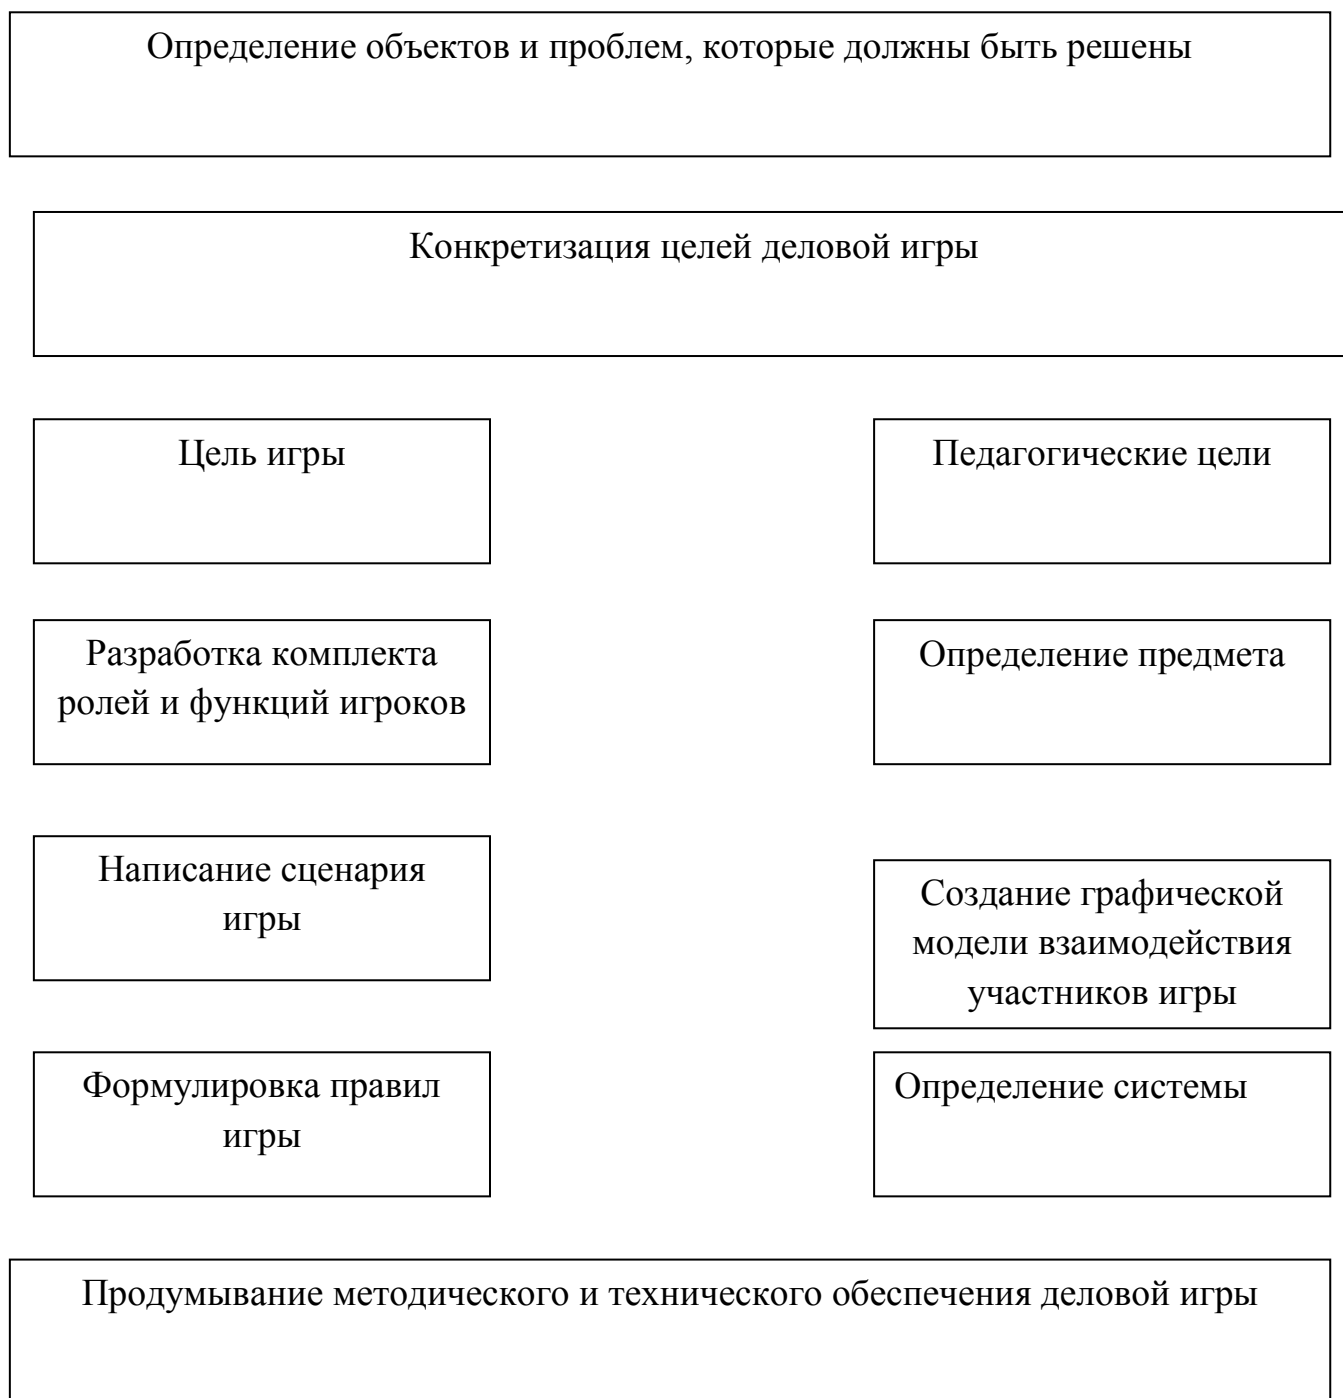 Определение объектов и проблем, которые должны быть решены
Конкретизация целей деловой игры
Цель игры
Педагогические цели
Разработка комплекта
ролей и функций игроков
Определение предмета
Написание сценария
игры
Создание графической
модели взаимодействия
участников игры
Формулировка правил
игры
Определение системы
Продумывание методического и технического обеспечения деловой игры